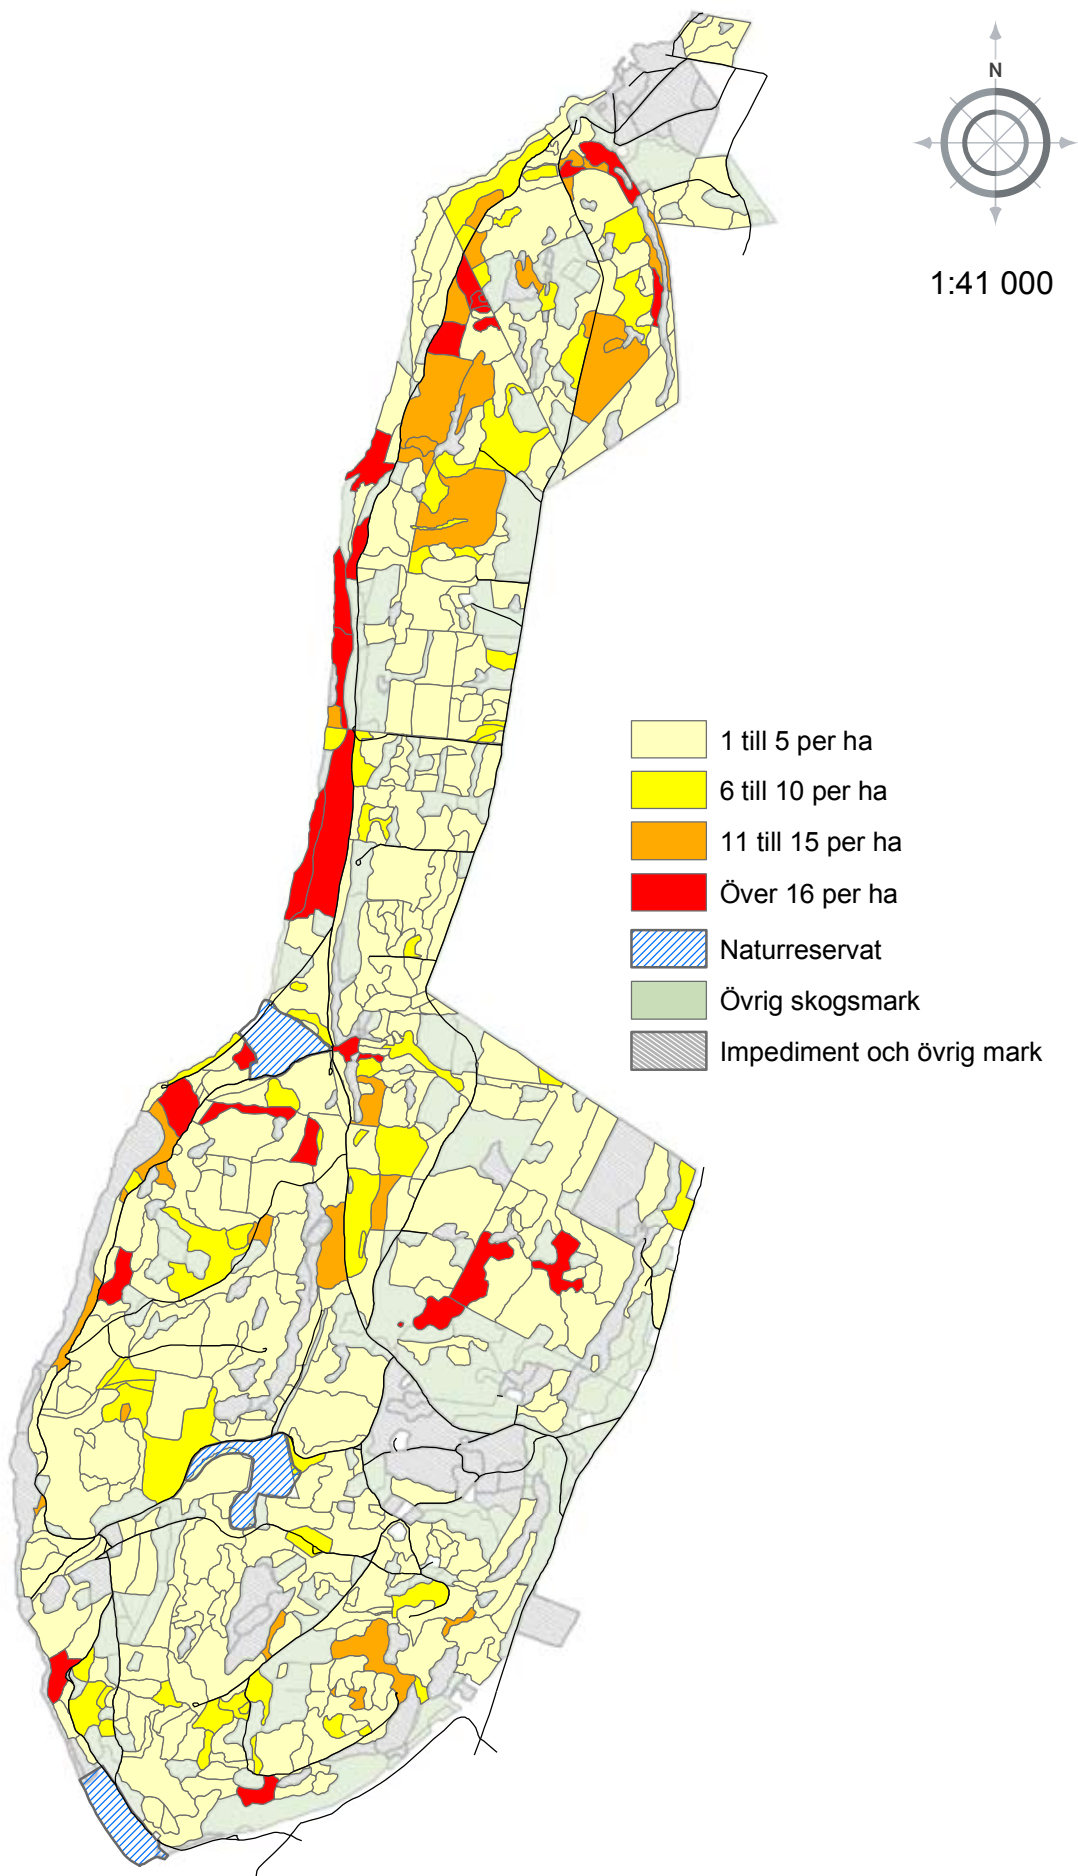 N
1:41 000
1 till 5 per ha
6 till 10 per ha
11 till 15 per ha
Över 16 per ha
Naturreservat
Övrig skogsmark
Impediment och övrig mark